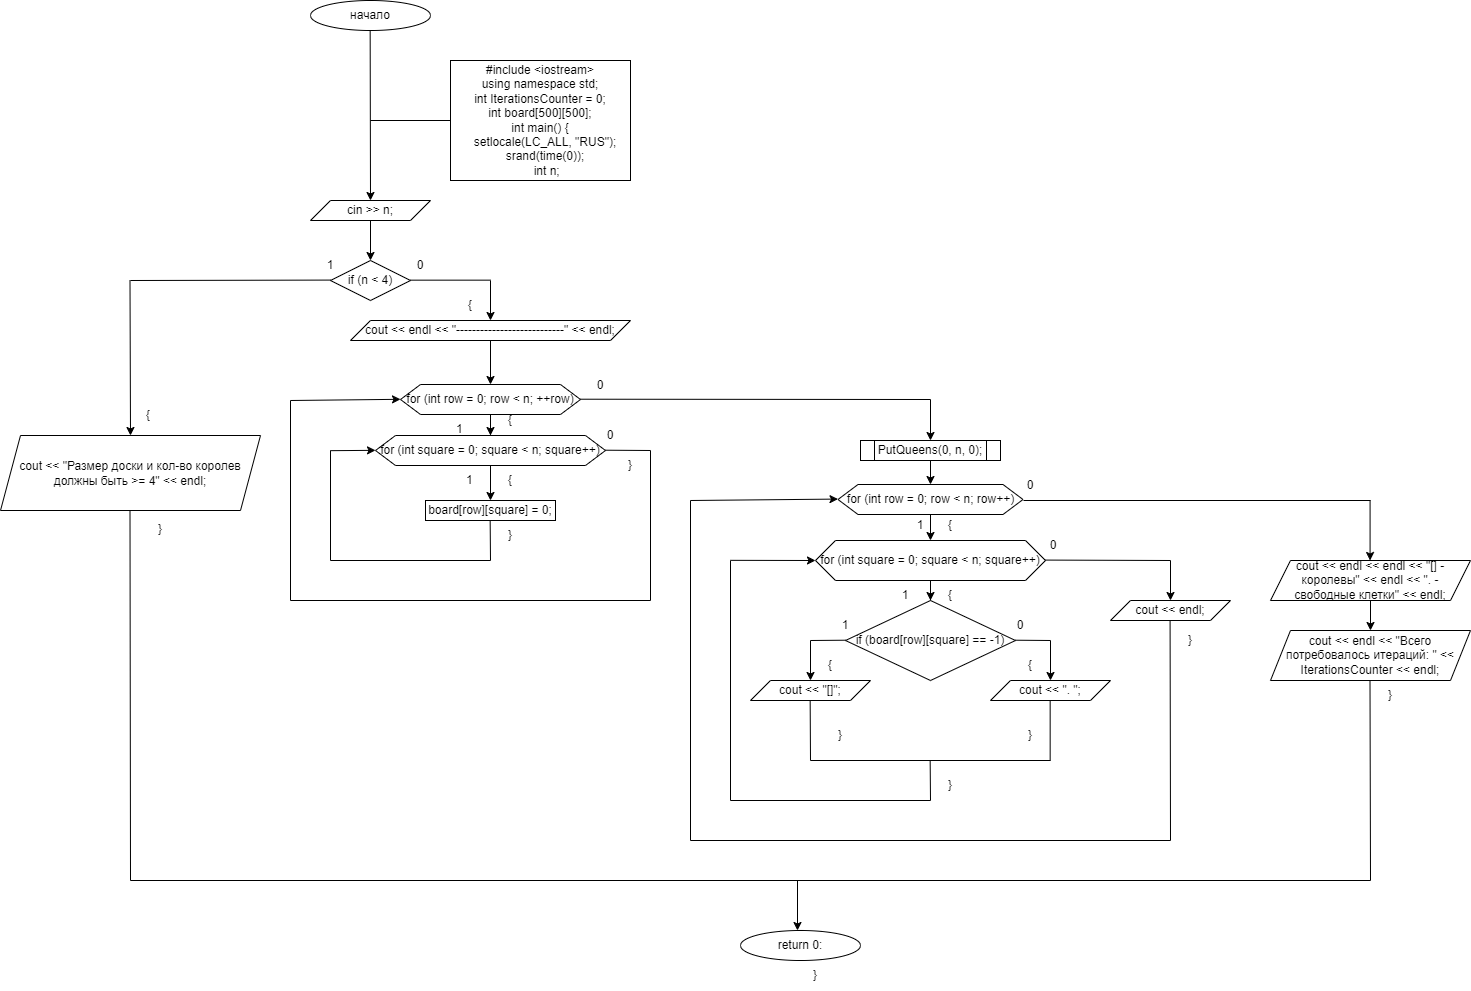 начало
#include <iostream>
using namespace std;
int IterationsCounter = 0;
int board[500][500];
int main() {
setlocale(LC_ALL, "RUS");
srand(time(0));
int n;
cin >> n;
1
0
if (n < 4)
{
cout << endl << "---------------------------" << endl;
0
for (int row = 0; row < n; ++row)
{
1
0
for (int square = 0; square < n; square++)
}
1
{
board[row][square] = 0;
}
{
cout << "Размер доски и кол-во королев
должны быть >= 4" << endl;
}
PutQueens(0, n, 0);
0
for (int row = 0; row < n; row++)
1
{
0
for (int square = 0; square < n; square++)
1
{
cout << endl;
}
1
0
if (board[row][square] == -1)
{
{
cout << "[]";
cout << ". ";
}
}
}
cout << endl << endl << "[] -
королевы" << endl << ". -
свободные клетки" << endl;
cout << endl << "Всего
потребовалось итераций: " <<
IterationsCounter << endl;
}
return 0:
}